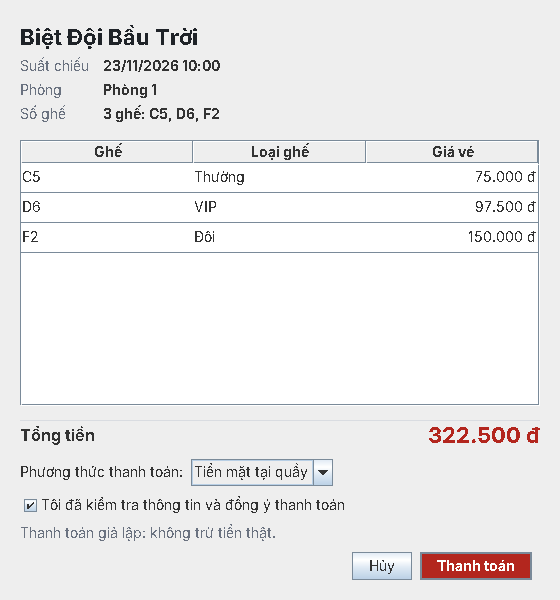 Biệt Đội Bầu Trời
Suất chiếu 23/11/2026 10:00
Phòng Phòng 1
Số ghế 3 ghế: C5, D6, F2
Ghế Loại ghế Giá vé
C5 Thường 75.000 đ
D6 VIP 97.500 đ
F2 Đôi 150.000 đ
Tổng tiền 322.500 đ
Phương thức thanh toán: Tiền mặt tại quầy
Tôi đã kiểm tra thông tin và đồng ý thanh toán
Thanh toán giả lập: không trừ tiền thật.
Hủy Thanh toán